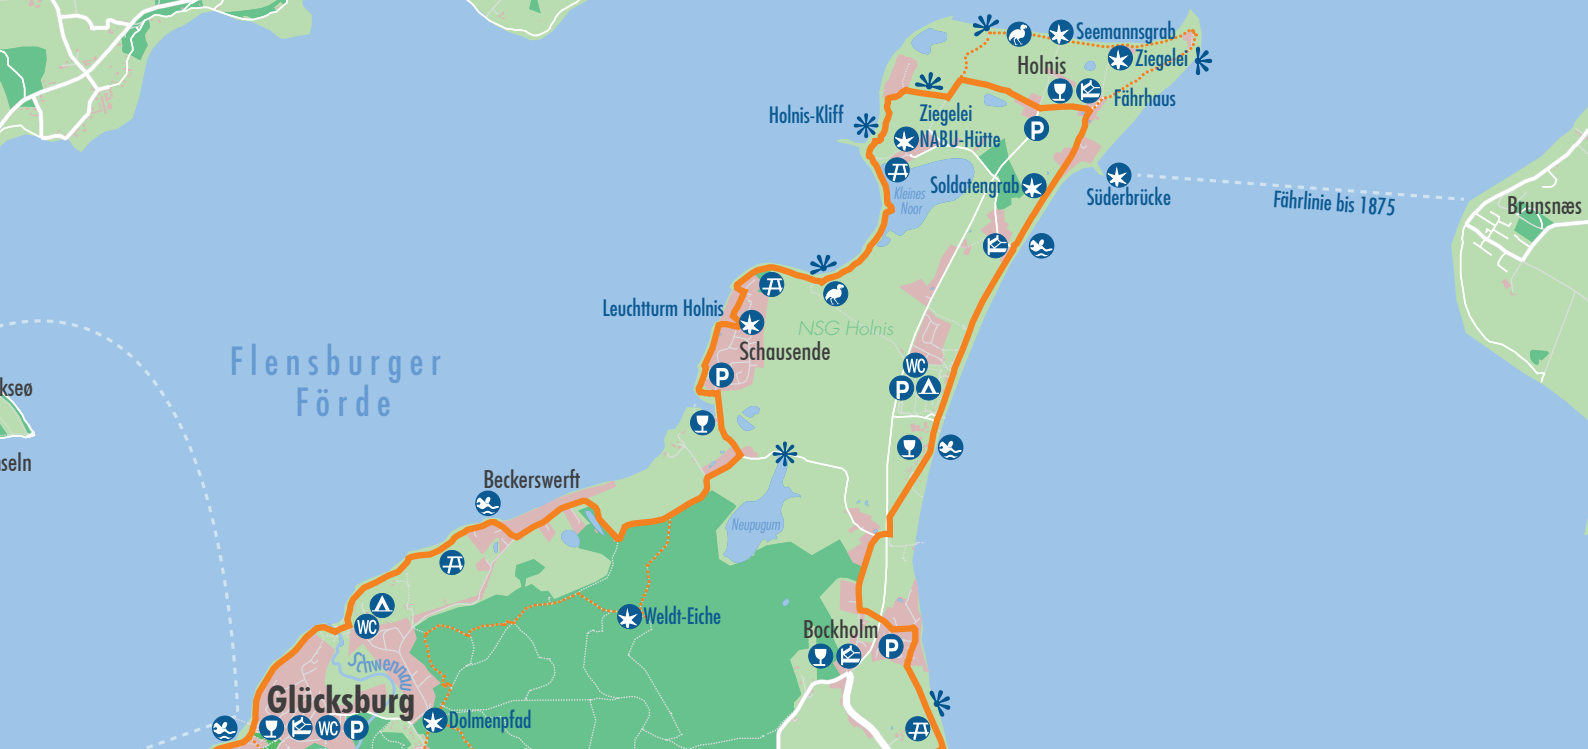 Seemannsgrab
Ziegelei
Holnis
Fährhaus
Holnis-Kliff
Ziegelei
NABU-Hütte
P
Kleines
Noor
Soldatengrab
Süderbrücke
Fährlinie bis 1875
Brunsnæs
Leuchtturm Holnis
NSG Holnis
Schausende
Flensburger
Förde
P
WC
P
kseø
seln
Beckerswerft
Neupugum
WC
Weldt-Eiche
Bockholm
P
Schwennau
Glücksburg
WC
P
Dolmenpfad